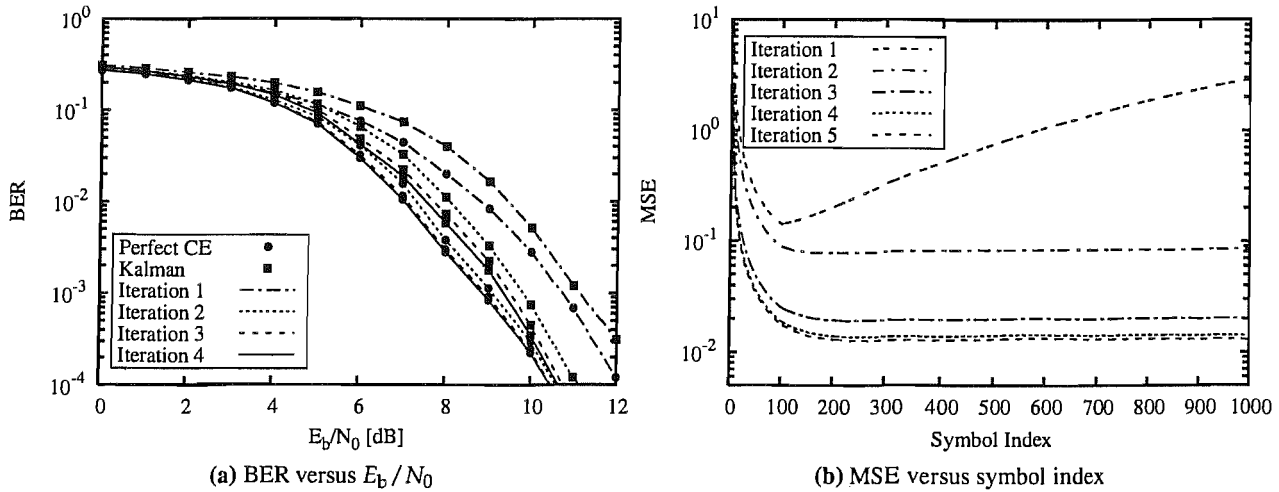 10^0
10^-1
10^-2
10^-3
10^-4
BER
Perfect CE
Kalman
Iteration 1
Iteration 2
Iteration 3
Iteration 4
0 2 4 6 8 10 12
E_b/N_0 [dB]
(a) BER versus E_b / N_0
10^1
10^0
10^-1
10^-2
MSE
Iteration 1
Iteration 2
Iteration 3
Iteration 4
Iteration 5
0 100 200 300 400 500 600 700 800 900 1000
Symbol Index
(b) MSE versus symbol index